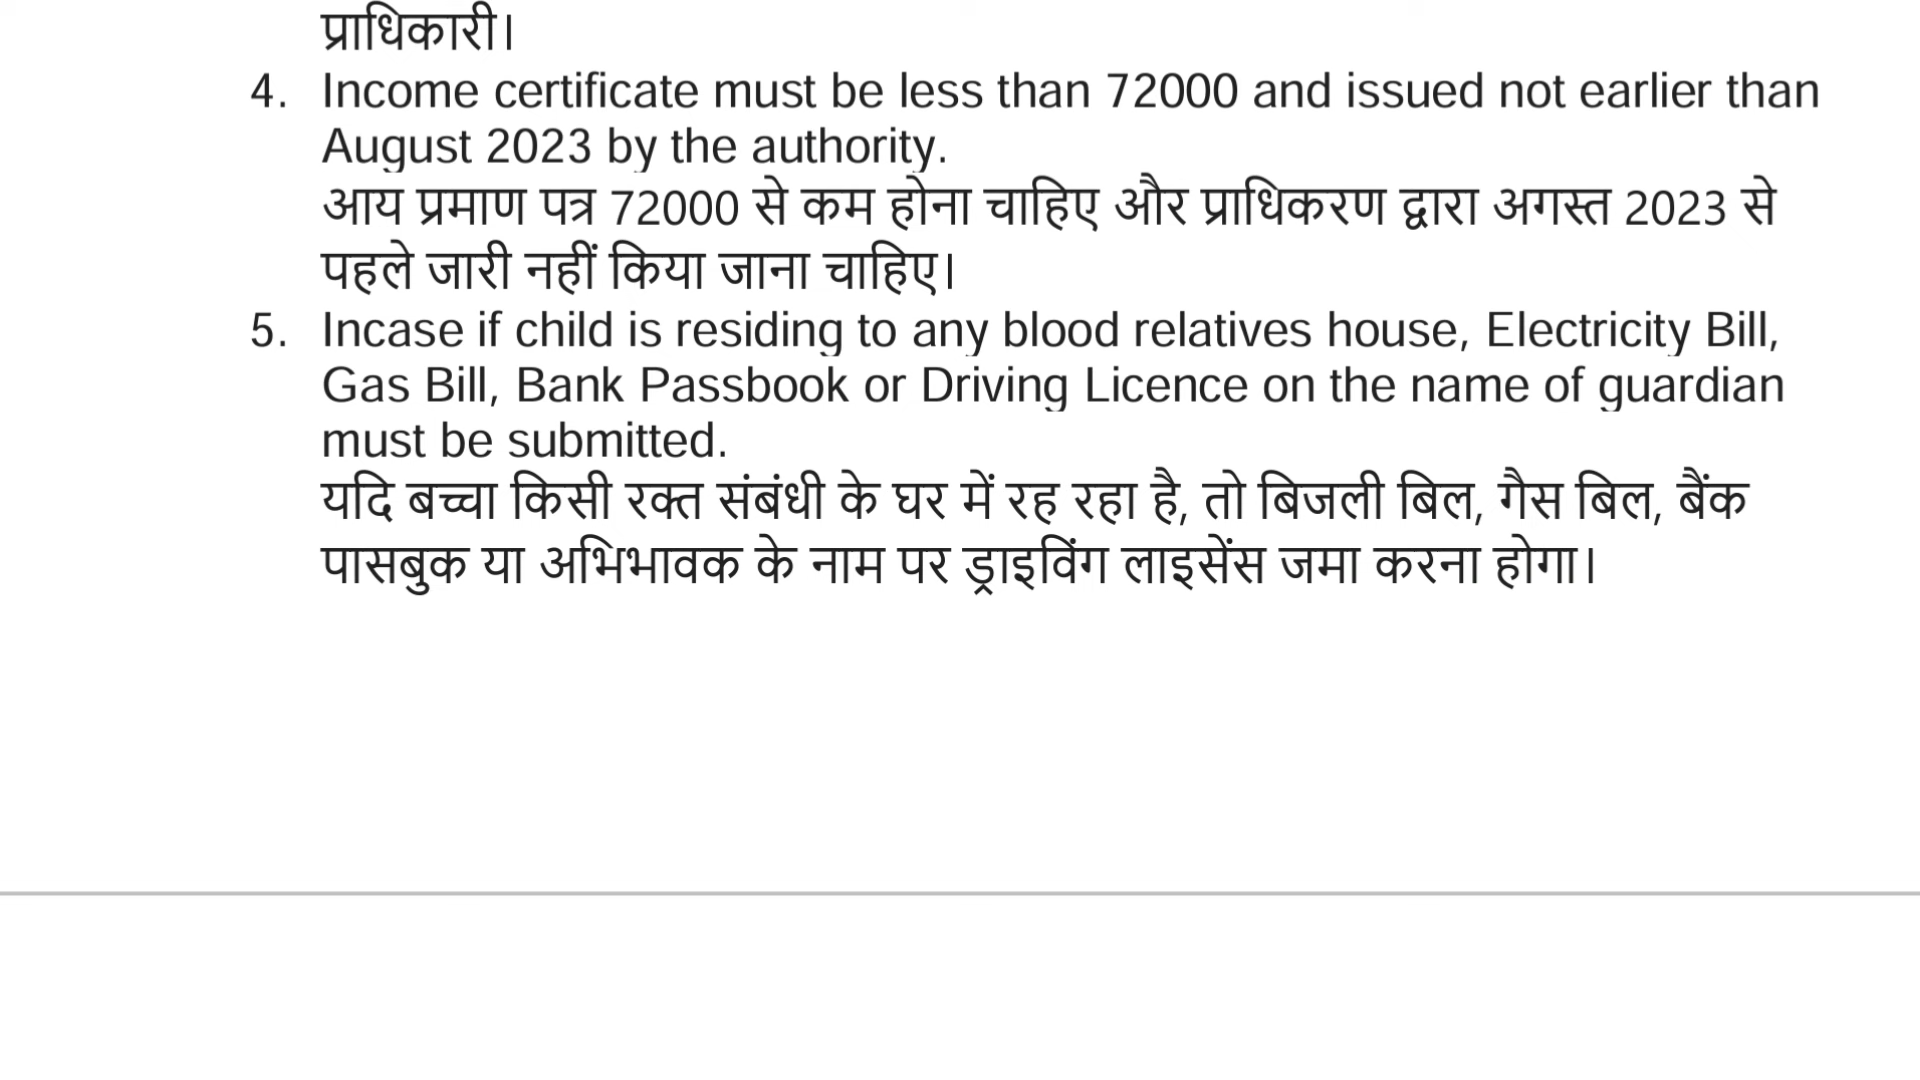 प्राधिकारी।
4. Income certificate must be less than 72000 and issued not earlier than
August 2023 by the authority.
आय प्रमाण पत्र 72000 से कम होना चाहिए और प्राधिकरण द्वारा अगस्त 2023 से
पहले जारी नहीं किया जाना चाहिए।
5. Incase if child is residing to any blood relatives house, Electricity Bill,
Gas Bill, Bank Passbook or Driving Licence on the name of guardian
must be submitted.
यदि बच्चा किसी रक्त संबंधी के घर में रह रहा है, तो बिजली बिल, गैस बिल, बैंक
पासबुक या अभिभावक के नाम पर ड्राइविंग लाइसेंस जमा करना होगा।